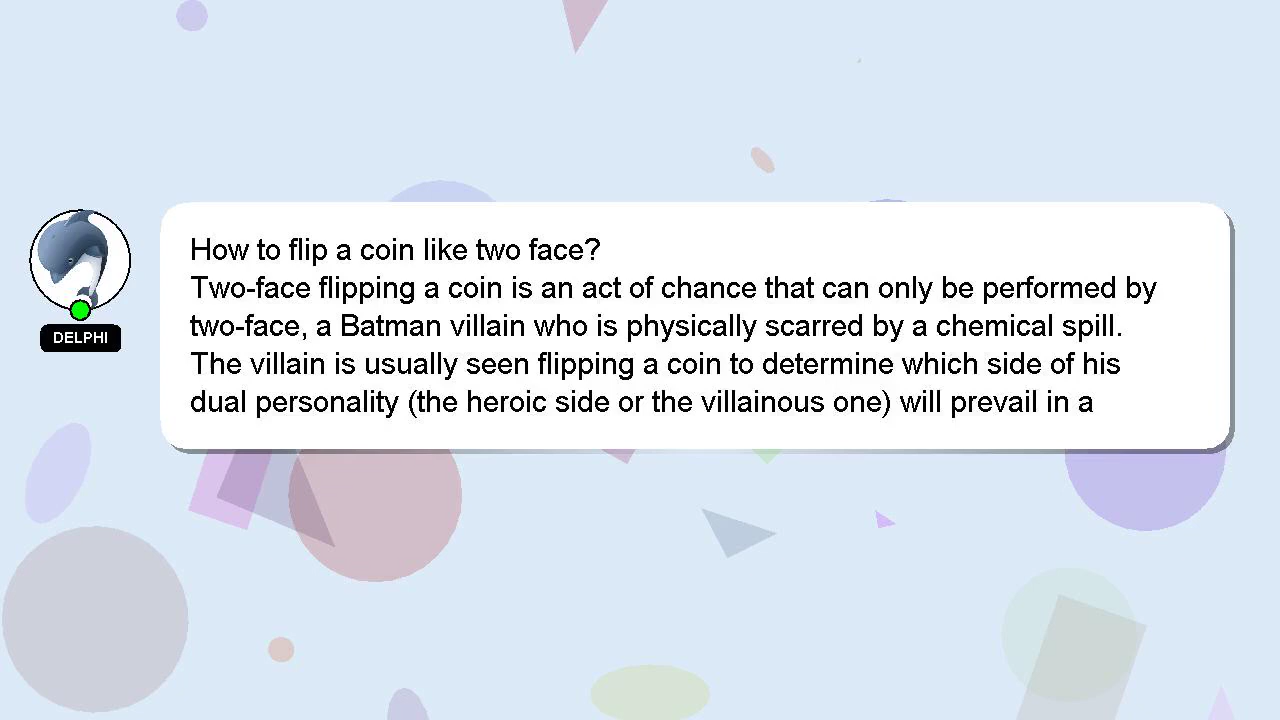 How to flip a coin like two face?
Two-face flipping a coin is an act of chance that can only be performed by
two-face, a Batman villain who is physically scarred by a chemical spill.
The villain is usually seen flipping a coin to determine which side of his
dual personality (the heroic side or the villainous one) will prevail in a
DELPHI